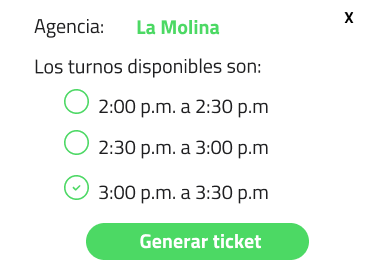 Agencia: La Molina X
Los turnos disponibles son:
2:00 p.m. a 2:30 p.m
2:30 p.m. a 3:00 p.m
3:00 p.m. a 3:30 p.m
Generar ticket